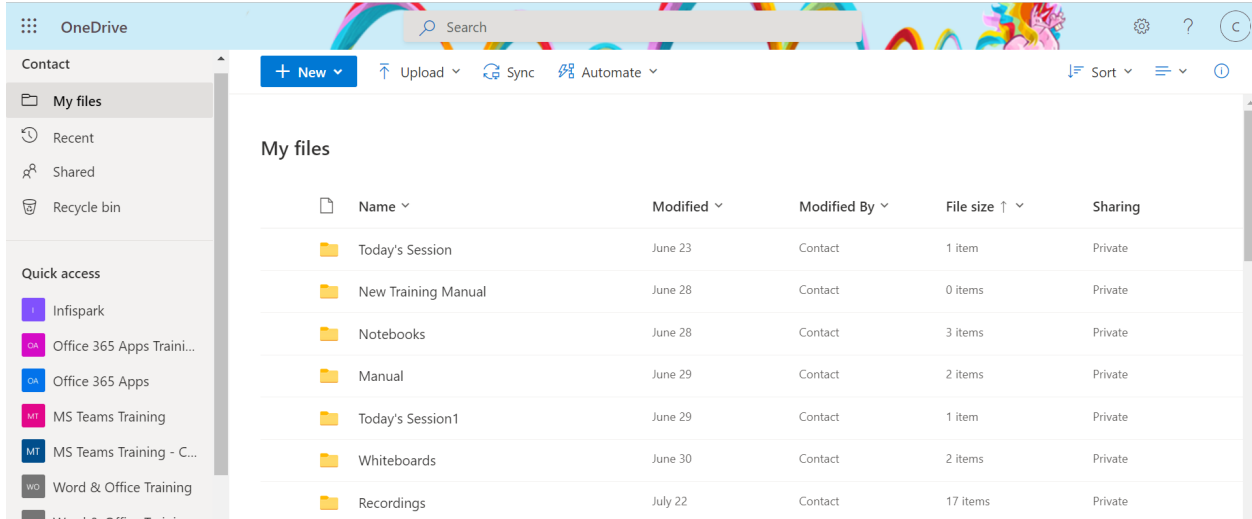 OneDrive
Search
C
Contact
New
Upload
Sync
Automate
Sort
My files
Recent
Shared
Recycle bin
Quick access
I Infispark
OA Office 365 Apps Traini...
OA Office 365 Apps
MT MS Teams Training
MT MS Teams Training - C...
WO Word & Office Training
My files
Name Modified Modified By File size ↑ Sharing
Today's Session June 23 Contact 1 item Private
New Training Manual June 28 Contact 0 items Private
Notebooks June 28 Contact 3 items Private
Manual June 29 Contact 2 items Private
Today's Session1 June 29 Contact 1 item Private
Whiteboards June 30 Contact 2 items Private
Recordings July 22 Contact 17 items Private